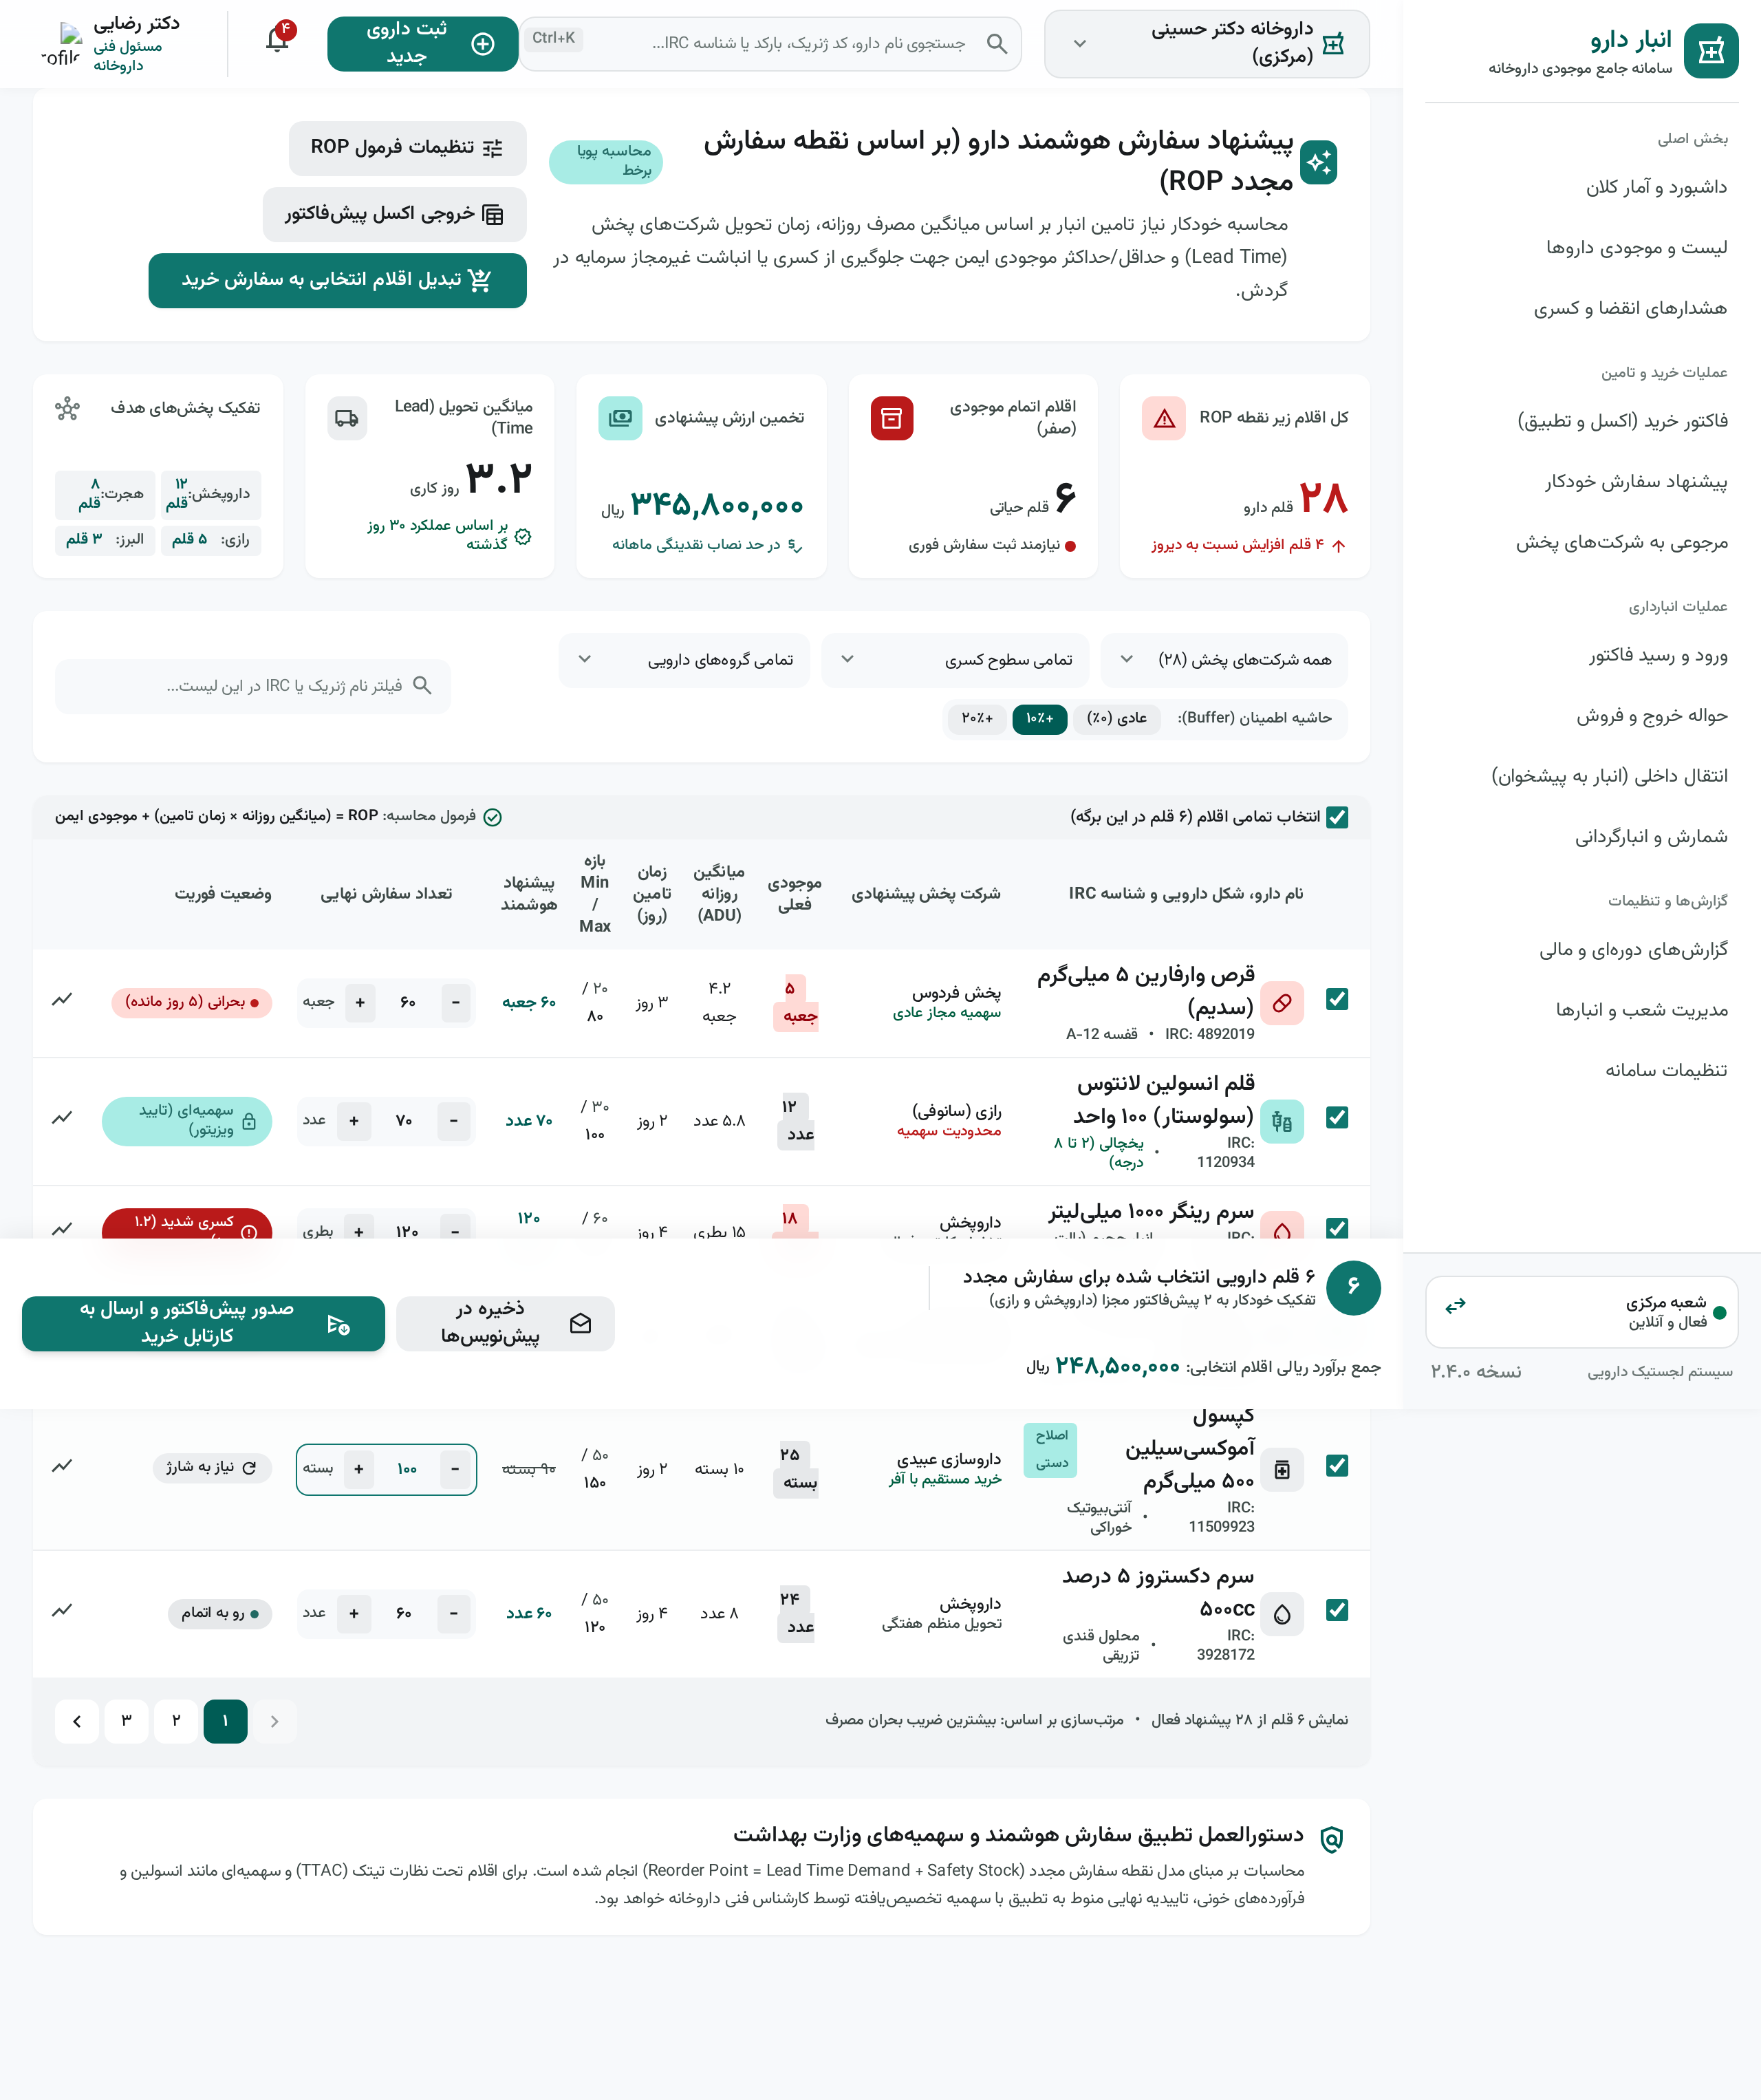 انبار دارو
سامانه جامع موجودی داروخانه
بخش اصلی
داشبورد و آمار کلان
لیست و موجودی داروها
هشدارهای انقضا و کسری
عملیات خرید و تامین
فاکتور خرید (اکسل و تطبیق)
پیشنهاد سفارش خودکار
مرجوعی به شرکت‌های پخش
عملیات انبارداری
ورود و رسید فاکتور
حواله خروج و فروش
انتقال داخلی (انبار به پیشخوان)
شمارش و انبارگردانی
گزارش‌ها و تنظیمات
گزارش‌های دوره‌ای و مالی
مدیریت شعب و انبارها
تنظیمات سامانه
شعبه مرکزی
فعال و آنلاین
سیستم لجستیک دارویی
نسخه ۲.۴.۰
داروخانه دکتر حسینی
(مرکزی)
جستجوی نام دارو، کد ژنریک، بارکد یا شناسه IRC...
Ctrl+K
ثبت داروی
جدید
۴
دکتر رضایی
مسئول فنی
داروخانه
پیشنهاد سفارش هوشمند دارو (بر اساس نقطه سفارش
مجدد ROP)
محاسبه پویا
برخط
محاسبه خودکار نیاز تامین انبار بر اساس میانگین مصرف روزانه، زمان تحویل شرکت‌های پخش
(Lead Time) و حداقل/حداکثر موجودی ایمن جهت جلوگیری از کسری یا انباشت غیرمجاز سرمایه در
گردش.
تنظیمات فرمول ROP
خروجی اکسل پیش‌فاکتور
تبدیل اقلام انتخابی به سفارش خرید
کل اقلام زیر نقطه ROP
۲۸ قلم دارو
۴ قلم افزایش نسبت به دیروز
اقلام اتمام موجودی
(صفر)
۶ قلم حیاتی
نیازمند ثبت سفارش فوری
تخمین ارزش پیشنهادی
۳۴۵,۸۰۰,۰۰۰ ریال
در حد نصاب نقدینگی ماهانه
میانگین تحویل (Lead
Time)
۳.۲ روز کاری
بر اساس عملکرد ۳۰ روز
گذشته
تفکیک پخش‌های هدف
داروپخش: ۱۲ قلم
هجرت: ۸ قلم
رازی: ۵ قلم
البرز: ۳ قلم
همه شرکت‌های پخش (۲۸)
تمامی سطوح کسری
تمامی گروه‌های دارویی
فیلتر نام ژنریک یا IRC در این لیست...
حاشیه اطمینان (Buffer):
عادی (۰٪)
+۱۰٪
+۲۰٪
انتخاب تمامی اقلام (۶ قلم در این برگه)
فرمول محاسبه: ROP = (میانگین روزانه × زمان تامین) + موجودی ایمن
نام دارو، شکل دارویی و شناسه IRC
شرکت پخش پیشنهادی
موجودی
فعلی
میانگین
روزانه
(ADU)
زمان
تامین
(روز)
بازه
Min
/
Max
پیشنهاد
هوشمند
تعداد سفارش نهایی
وضعیت فوریت
قرص وارفارین ۵ میلی‌گرم
(سدیم)
IRC: 4892019 • قفسه A-12
پخش فردوس
سهمیه مجاز عادی
۵
جعبه
۴.۲
جعبه
۳ روز
۲۰ /
۸۰
۶۰ جعبه
- ۶۰ + جعبه
بحرانی (۵ روز مانده)
قلم انسولین لانتوس
(سولوستار) ۱۰۰ واحد
IRC:
1120934
•
یخچالی (۲ تا ۸
درجه)
رازی (سانوفی)
محدودیت سهمیه
۱۲
عدد
۵.۸ عدد
۲ روز
۳۰ /
۱۰۰
۷۰ عدد
- ۷۰ + عدد
سهمیه‌ای (تایید
ویزیتور)
سرم رینگر ۱۰۰۰ میلی‌لیتر
داروپخش
۱۸
۱۵ بطری
۴ روز
۶۰ /
۱۲۰
- ۱۲۰ + بطری
کسری شدید (۱.۲
۶
۶ قلم دارویی انتخاب شده برای سفارش مجدد
تفکیک خودکار به ۲ پیش‌فاکتور مجزا (داروپخش و رازی)
جمع برآورد ریالی اقلام انتخابی: ۲۴۸,۵۰۰,۰۰۰ ریال
ذخیره در
پیش‌نویس‌ها
صدور پیش‌فاکتور و ارسال به
کارتابل خرید
کپسول
آموکسی‌سیلین
۵۰۰ میلی‌گرم
اصلاح
دستی
IRC:
11509923
•
آنتی‌بیوتیک
خوراکی
داروسازی عبیدی
خرید مستقیم با آفر
۲۵
بسته
۱۰ بسته
۲ روز
۵۰ /
۱۵۰
۹۰ بسته
- ۱۰۰ + بسته
نیاز به شارژ
سرم دکستروز ۵ درصد
۵۰۰cc
IRC:
3928172
•
محلول قندی
تزریقی
داروپخش
تحویل منظم هفتگی
۲۴
عدد
۸ عدد
۴ روز
۵۰ /
۱۲۰
۶۰ عدد
- ۶۰ + عدد
رو به اتمام
نمایش ۶ قلم از ۲۸ پیشنهاد فعال • مرتب‌سازی بر اساس: بیشترین ضریب بحران مصرف
۱ ۲ ۳
دستورالعمل تطبیق سفارش هوشمند و سهمیه‌های وزارت بهداشت
محاسبات بر مبنای مدل نقطه سفارش مجدد (Reorder Point = Lead Time Demand + Safety Stock) انجام شده است. برای اقلام تحت نظارت تیتک (TTAC) و سهمیه‌ای مانند انسولین و
فرآورده‌های خونی، تاییدیه نهایی منوط به تطبیق با سهمیه تخصیص‌یافته توسط کارشناس فنی داروخانه خواهد بود.